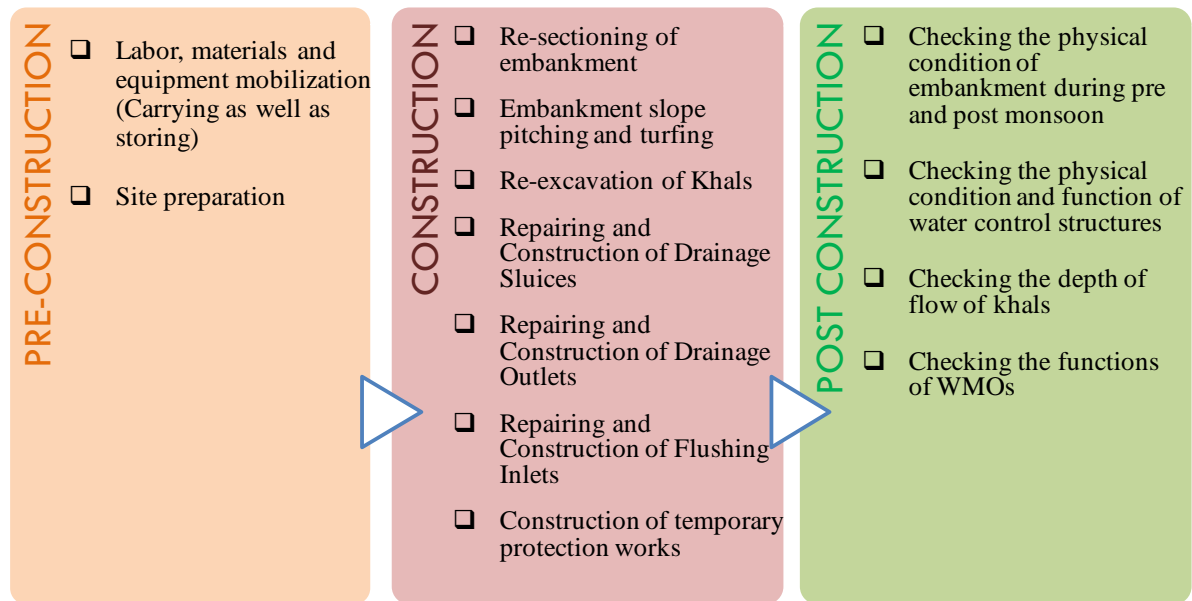 PRE-CONSTRUCTION
❑ Labor, materials and
equipment mobilization
(Carrying as well as
storing)
❑ Site preparation
CONSTRUCTION
❑ Re-sectioning of
embankment
❑ Embankment slope
pitching and turfing
❑ Re-excavation of Khals
❑ Repairing and
Construction of Drainage
Sluices
❑ Repairing and
Construction of Drainage
Outlets
❑ Repairing and
Construction of Flushing
Inlets
❑ Construction of temporary
protection works
POST CONSTRUCTION
❑ Checking the physical
condition of
embankment during pre
and post monsoon
❑ Checking the physical
condition and function of
water control structures
❑ Checking the depth of
flow of khals
❑ Checking the functions
of WMOs